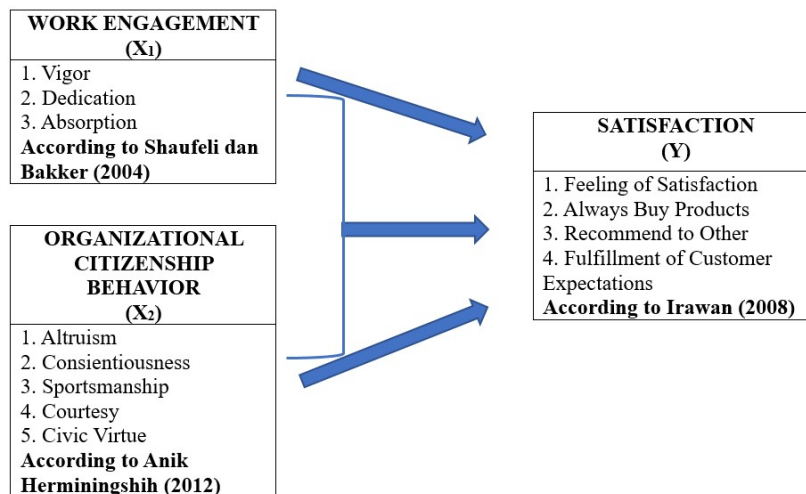 WORK ENGAGEMENT
(X₁)
1. Vigor
2. Dedication
3. Absorption
According to Shaufeli dan
Bakker (2004)
ORGANIZATIONAL
CITIZENSHIP
BEHAVIOR
(X₂)
1. Altruism
2. Consientiousness
3. Sportsmanship
4. Courtesy
5. Civic Virtue
According to Anik
Herminingshih (2012)
SATISFACTION
(Y)
1. Feeling of Satisfaction
2. Always Buy Products
3. Recommend to Other
4. Fulfillment of Customer
Expectations
According to Irawan (2008)